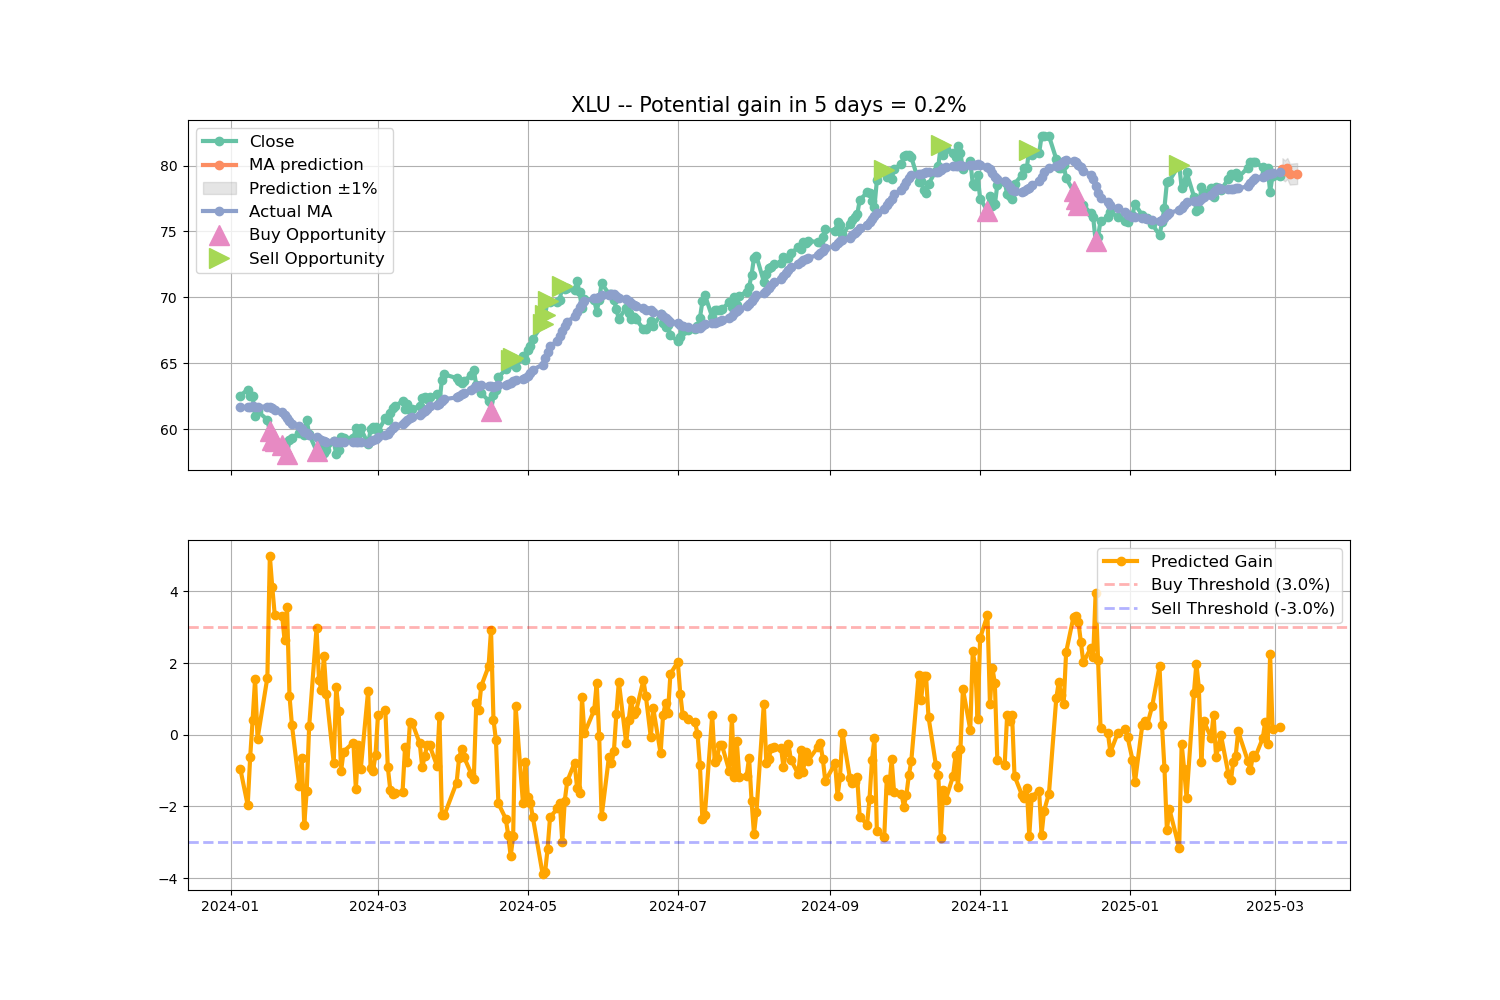 XLU -- Potential gain in 5 days = 0.2%
Close
MA prediction
Prediction ±1%
Actual MA
Buy Opportunity
Sell Opportunity
80
75
70
65
60
Predicted Gain
Buy Threshold (3.0%)
Sell Threshold (-3.0%)
4
2
0
−2
−4
2024-01
2024-03
2024-05
2024-07
2024-09
2024-11
2025-01
2025-03